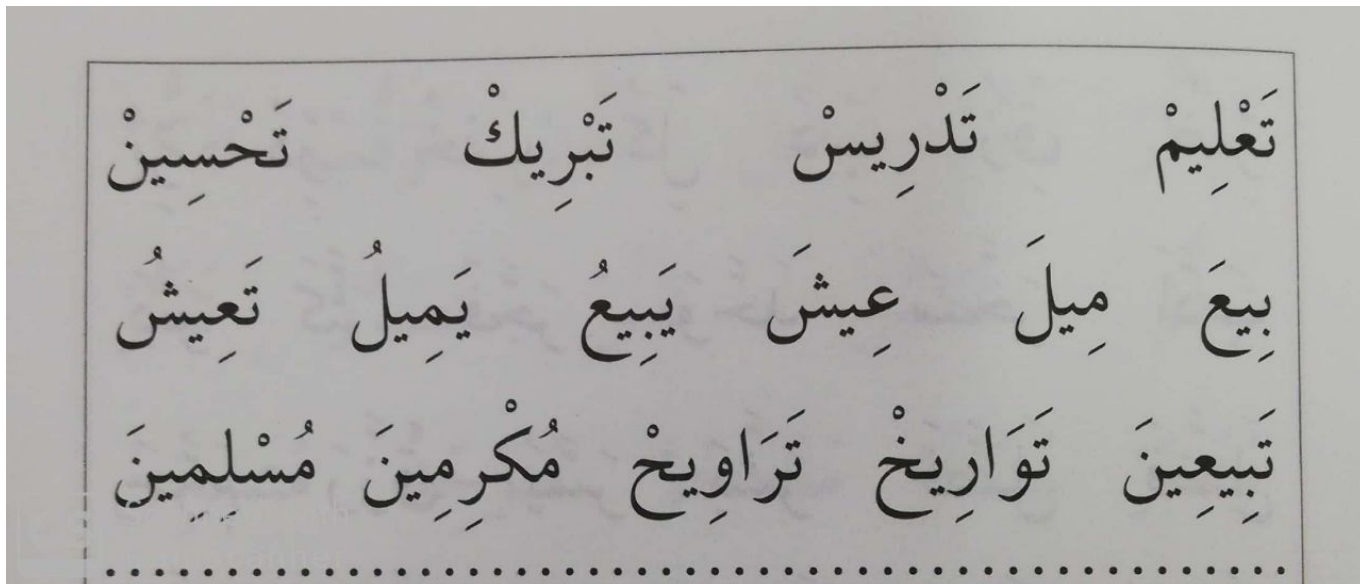 تَعْلِيمْ تَدْرِيسْ تَبْرِيكْ تَحْسِينْ
بِيعَ مِيلَ عِيشَ يَبِيعُ يَمِيلُ تَعِيشُ
تَبِيعِينَ تَوَارِيخْ تَرَاوِيحْ مُكْرِمِينَ مُسْلِمِينَ